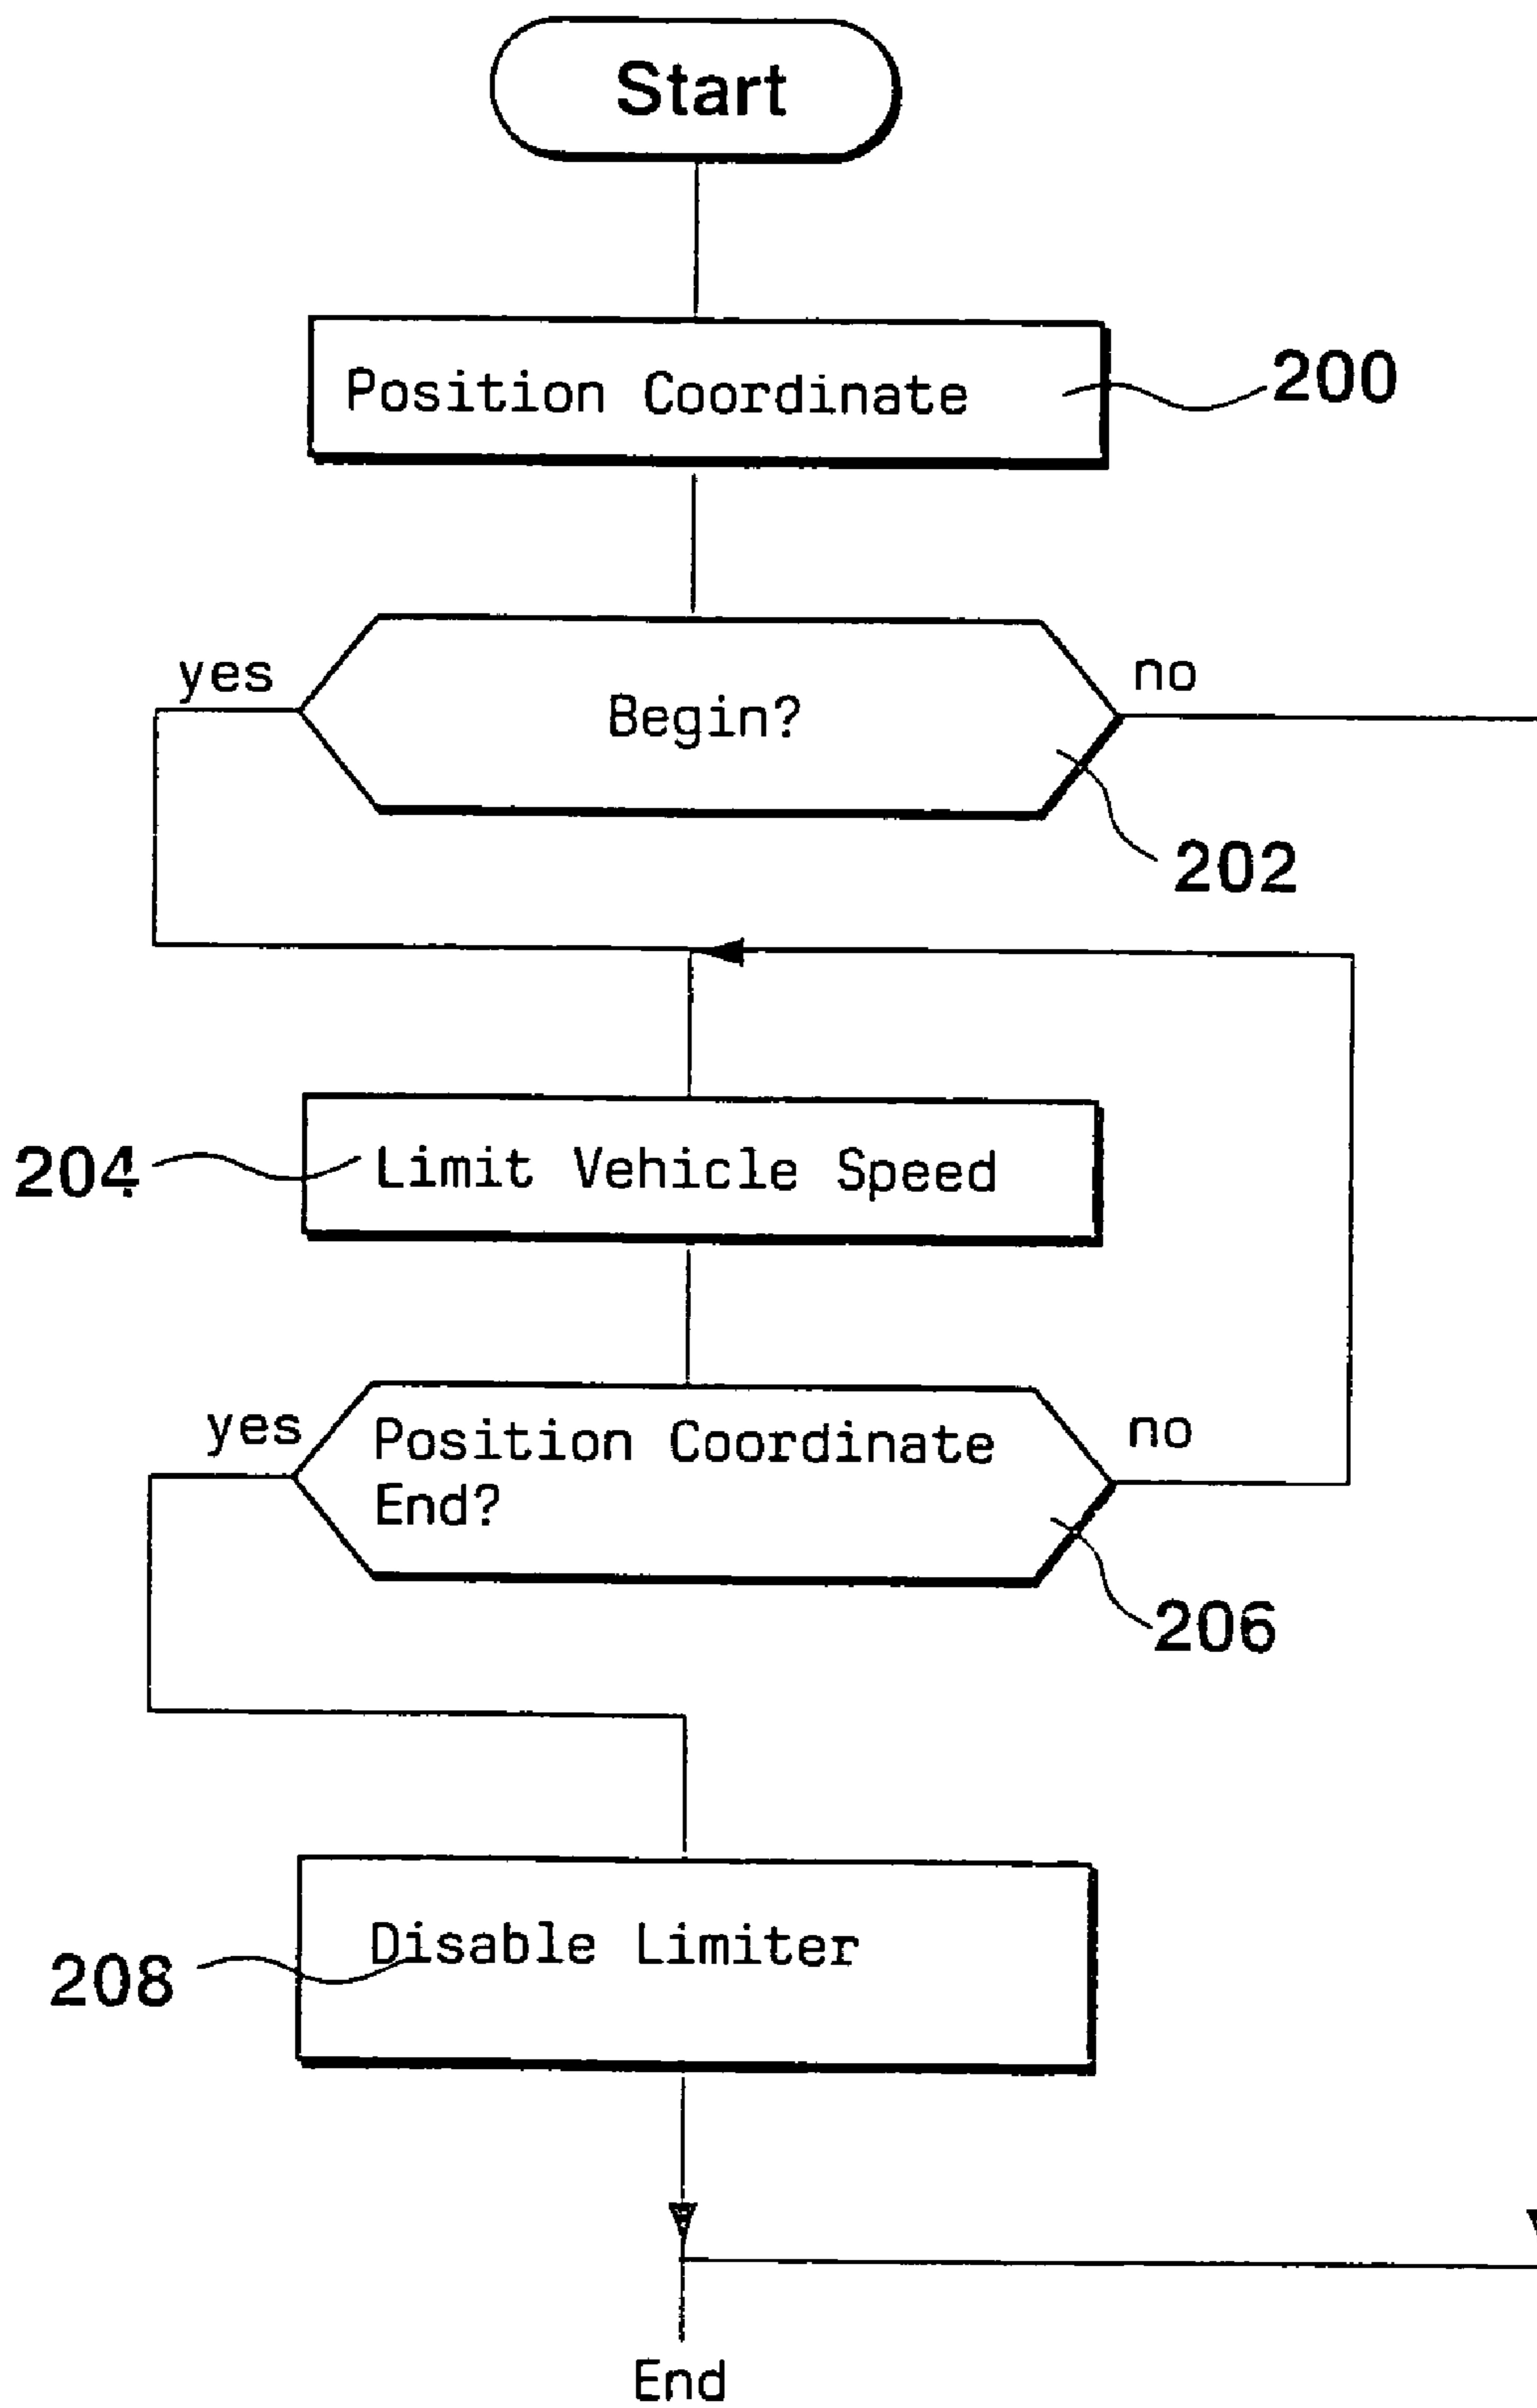 Start
Position Coordinate
200
yes
no
Begin?
202
204
Limit Vehicle Speed
yes
no
Position Coordinate
End?
206
Disable Limiter
208
End